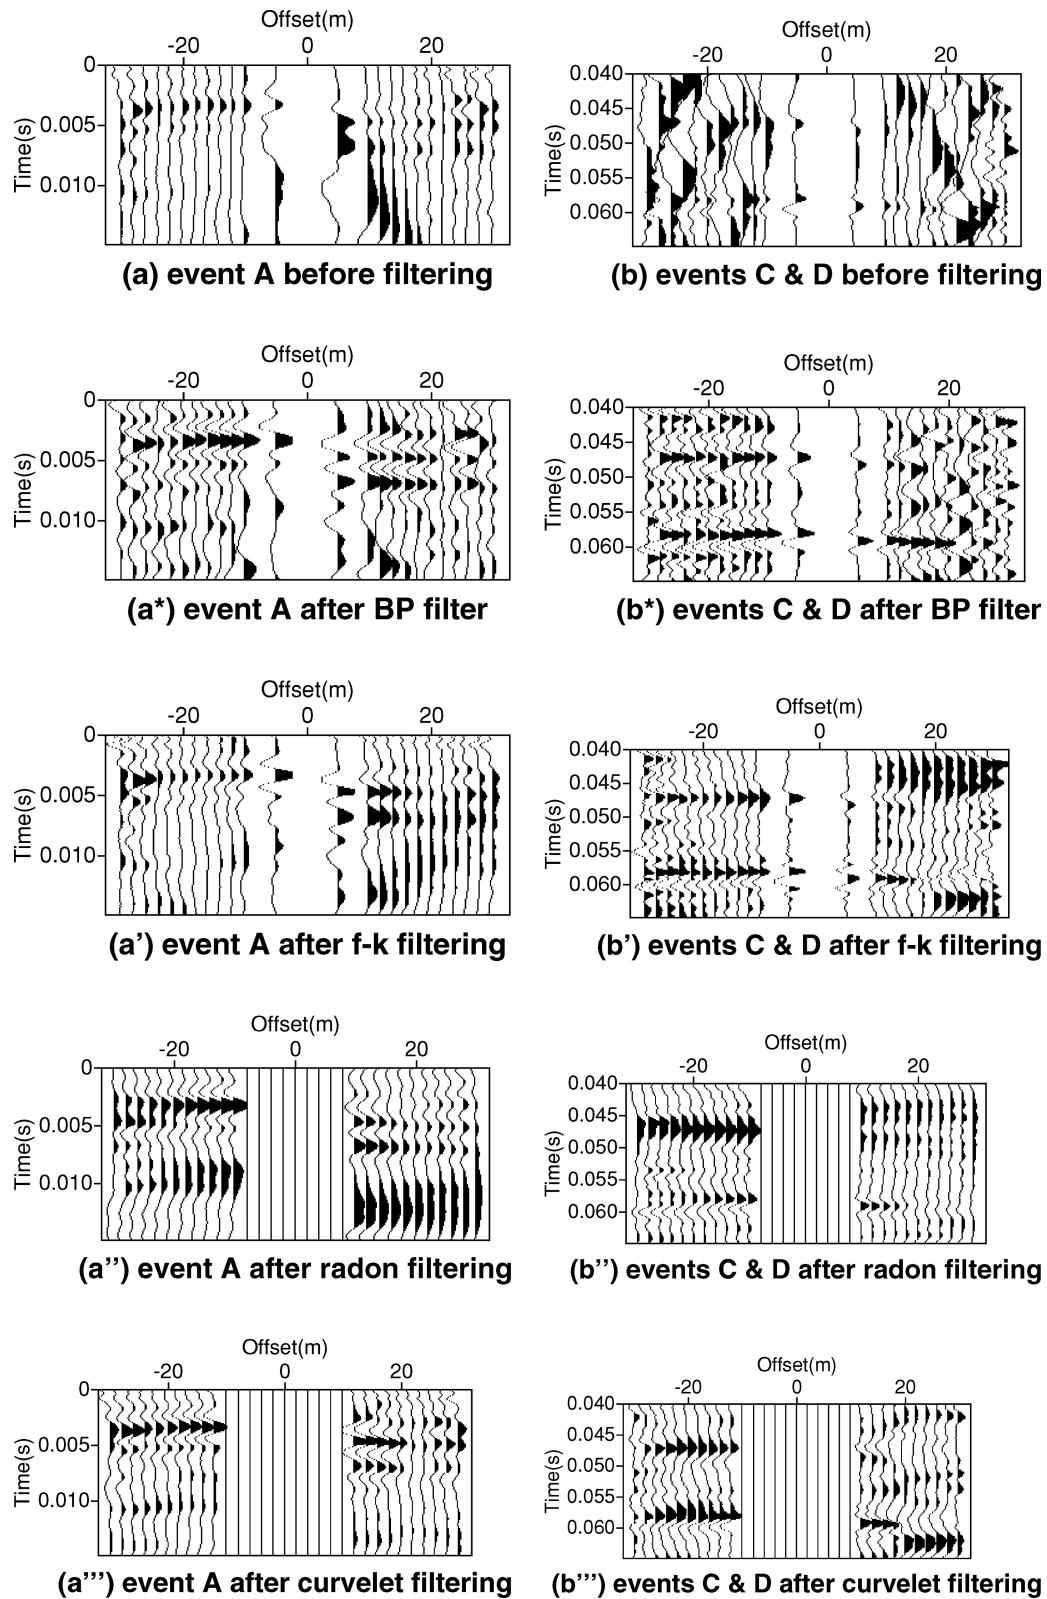 Offset(m)
-20 0 20
0
0.005
0.010
Time(s)
(a) event A before filtering
Offset(m)
-20 0 20
0.040
0.045
0.050
0.055
0.060
Time(s)
(b) events C & D before filtering
Offset(m)
-20 0 20
0
0.005
0.010
Time(s)
(a*) event A after BP filter
Offset(m)
-20 0 20
0.040
0.045
0.050
0.055
0.060
Time(s)
(b*) events C & D after BP filter
Offset(m)
-20 0 20
0
0.005
0.010
Time(s)
(a') event A after f-k filtering
Offset(m)
-20 0 20
0.040
0.045
0.050
0.055
0.060
Time(s)
(b') events C & D after f-k filtering
Offset(m)
-20 0 20
0
0.005
0.010
Time(s)
(a'') event A after radon filtering
Offset(m)
-20 0 20
0.040
0.045
0.050
0.055
0.060
Time(s)
(b'') events C & D after radon filtering
Offset(m)
-20 0 20
0
0.005
0.010
Time(s)
(a''') event A after curvelet filtering
Offset(m)
-20 0 20
0.040
0.045
0.050
0.055
0.060
Time(s)
(b''') events C & D after curvelet filtering